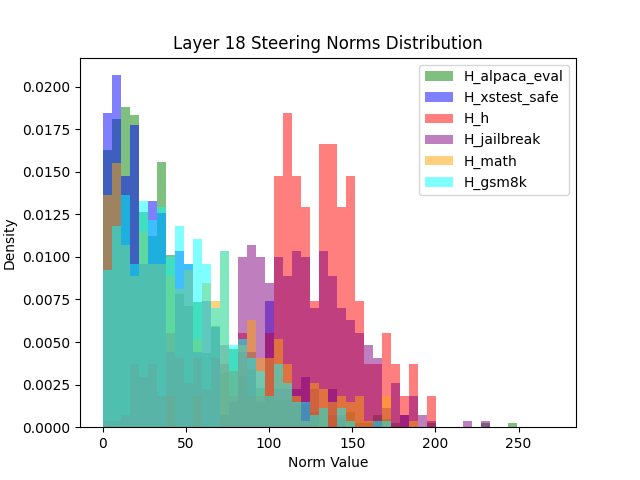 Layer 18 Steering Norms Distribution
H_alpaca_eval
H_xstest_safe
H_h
H_jailbreak
H_math
H_gsm8k
Density
0.0200
0.0175
0.0150
0.0125
0.0100
0.0075
0.0050
0.0025
0.0000
0 50 100 150 200 250
Norm Value